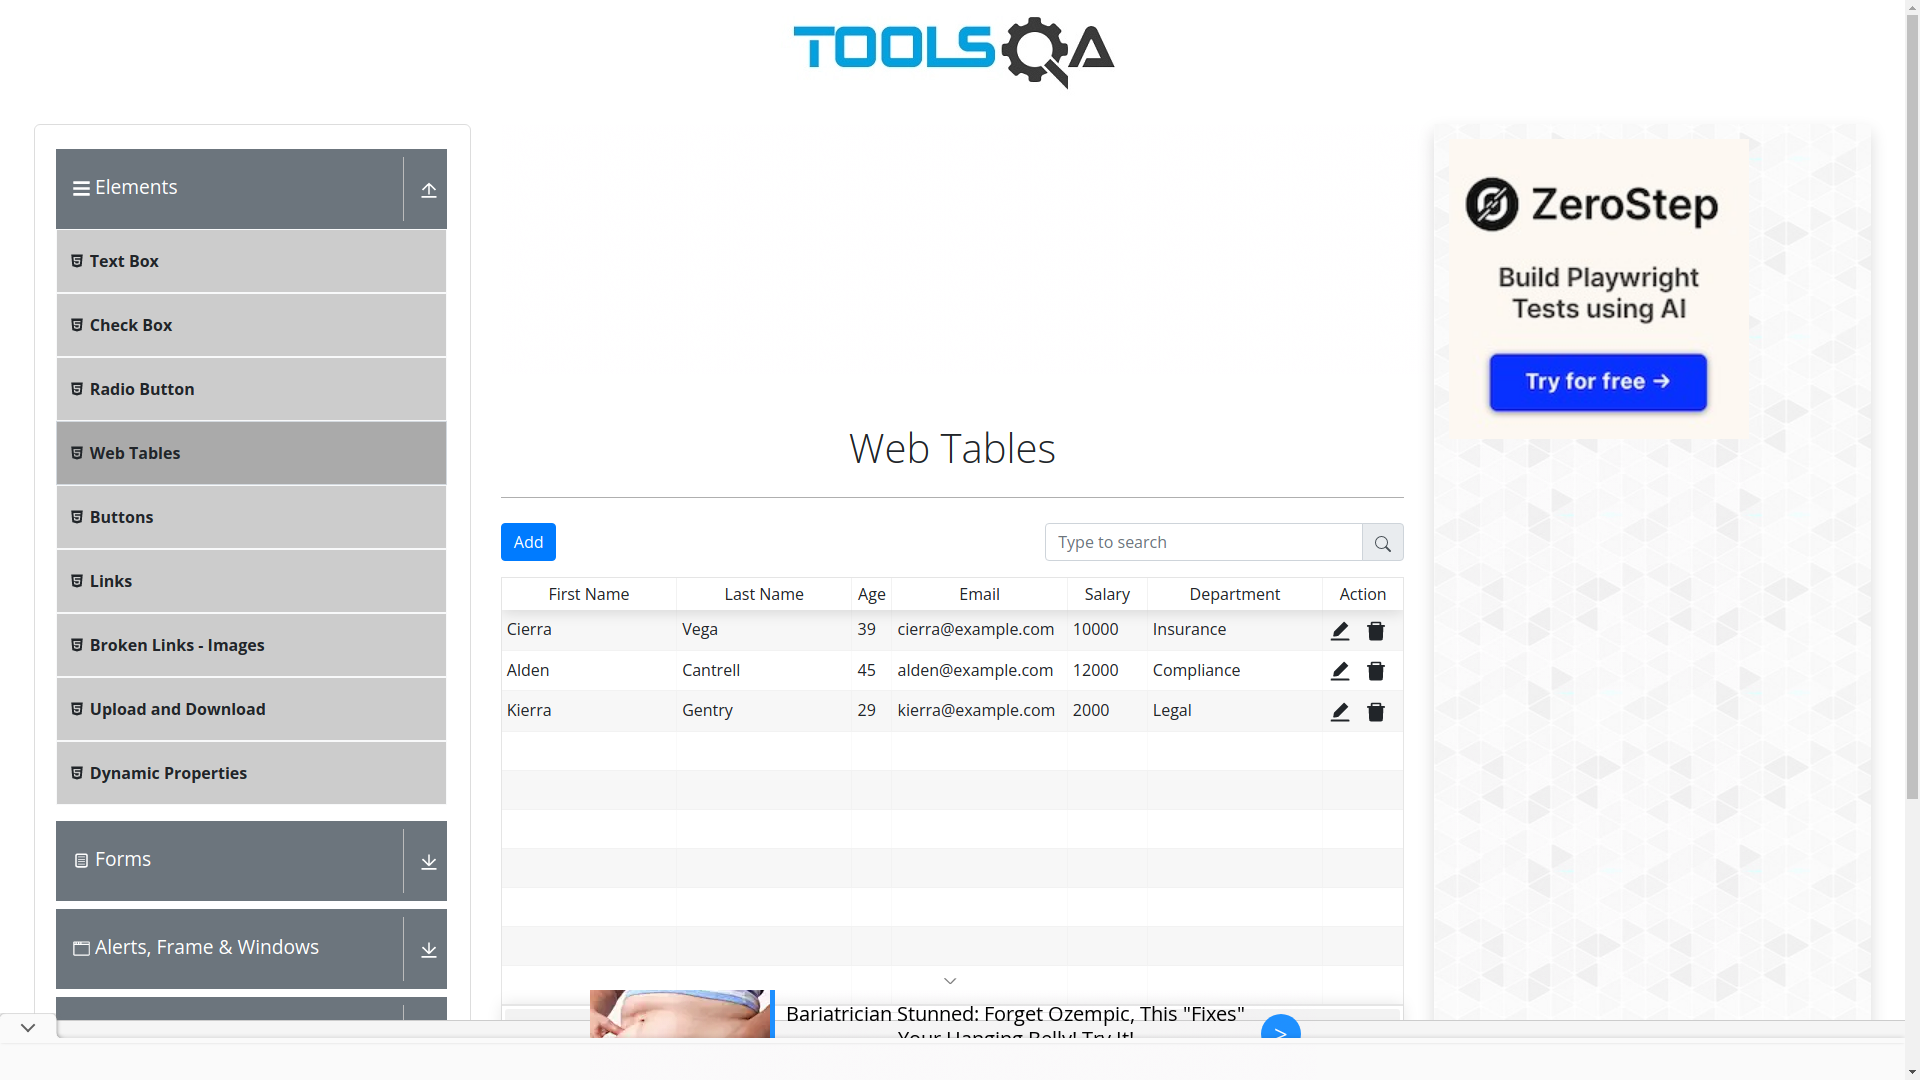 TOOLSQA
Elements
Text Box
Check Box
Radio Button
Web Tables
Buttons
Links
Broken Links - Images
Upload and Download
Dynamic Properties
Forms
Alerts, Frame & Windows
Web Tables
Add
Type to search
First Name Last Name Age Email Salary Department Action
Cierra Vega 39 cierra@example.com 10000 Insurance
Alden Cantrell 45 alden@example.com 12000 Compliance
Kierra Gentry 29 kierra@example.com 2000 Legal
Bariatrician Stunned: Forget Ozempic, This "Fixes"
Your Hanging Belly! Try It!
>
ZeroStep
Build Playwright
Tests using AI
Try for free →